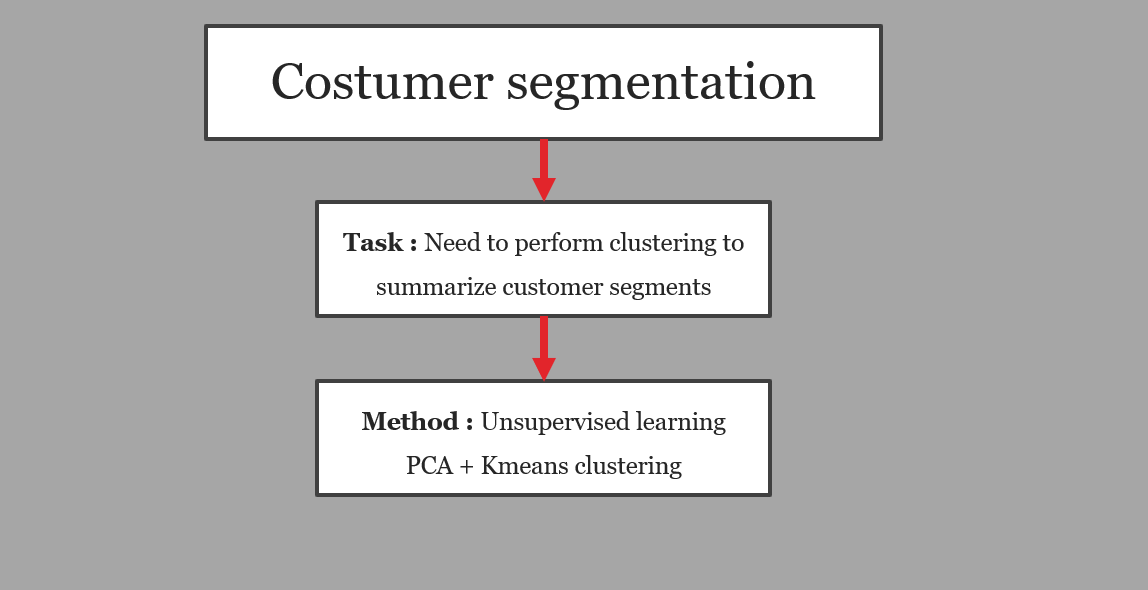 Costumer segmentation
Task : Need to perform clustering to
summarize customer segments
Method : Unsupervised learning
PCA + Kmeans clustering